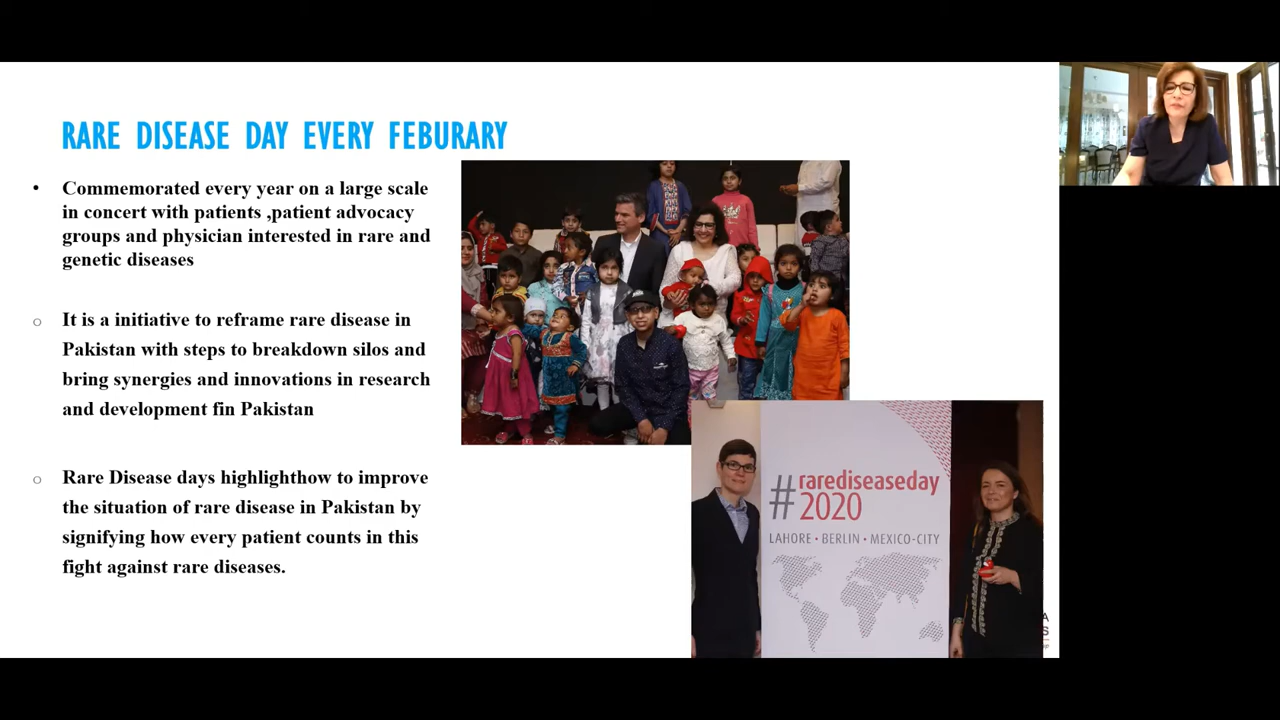 RARE DISEASE DAY EVERY FEBURARY
• Commemorated every year on a large scale
in concert with patients ,patient advocacy
groups and physician interested in rare and
genetic diseases
o It is a initiative to reframe rare disease in
Pakistan with steps to breakdown silos and
bring synergies and innovations in research
and development fin Pakistan
o Rare Disease days highlighthow to improve
the situation of rare disease in Pakistan by
signifying how every patient counts in this
fight against rare diseases.
#rarediseaseday
2020
LAHORE • BERLIN • MEXICO-CITY
A
S